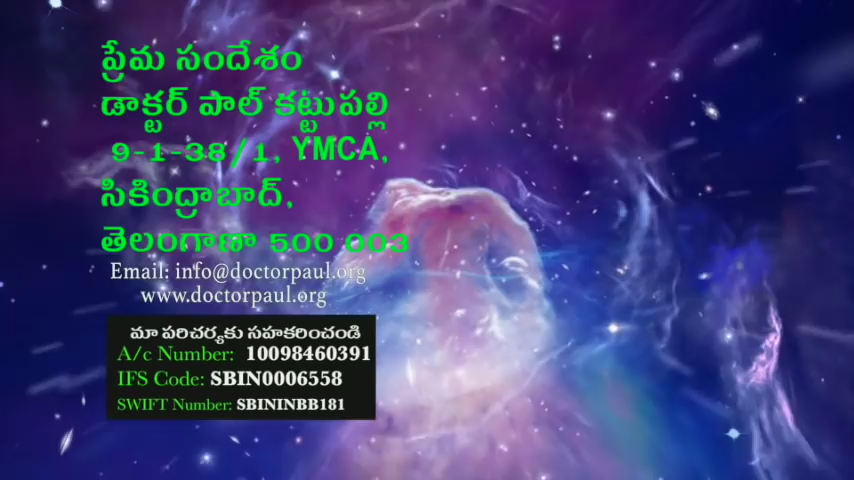 ప్రేమ సందేశం
డాక్టర్ పాల్ కట్టుపల్లి
9-1-38/1, YMCA,
సికింద్రాబాద్,
తెలంగాణా 500 003
Email: info@doctorpaul.org
www.doctorpaul.org
మా పరిచర్యకు సహకరించండి
A/c Number: 10098460391
IFS Code: SBIN0006558
SWIFT Number: SBININBB181